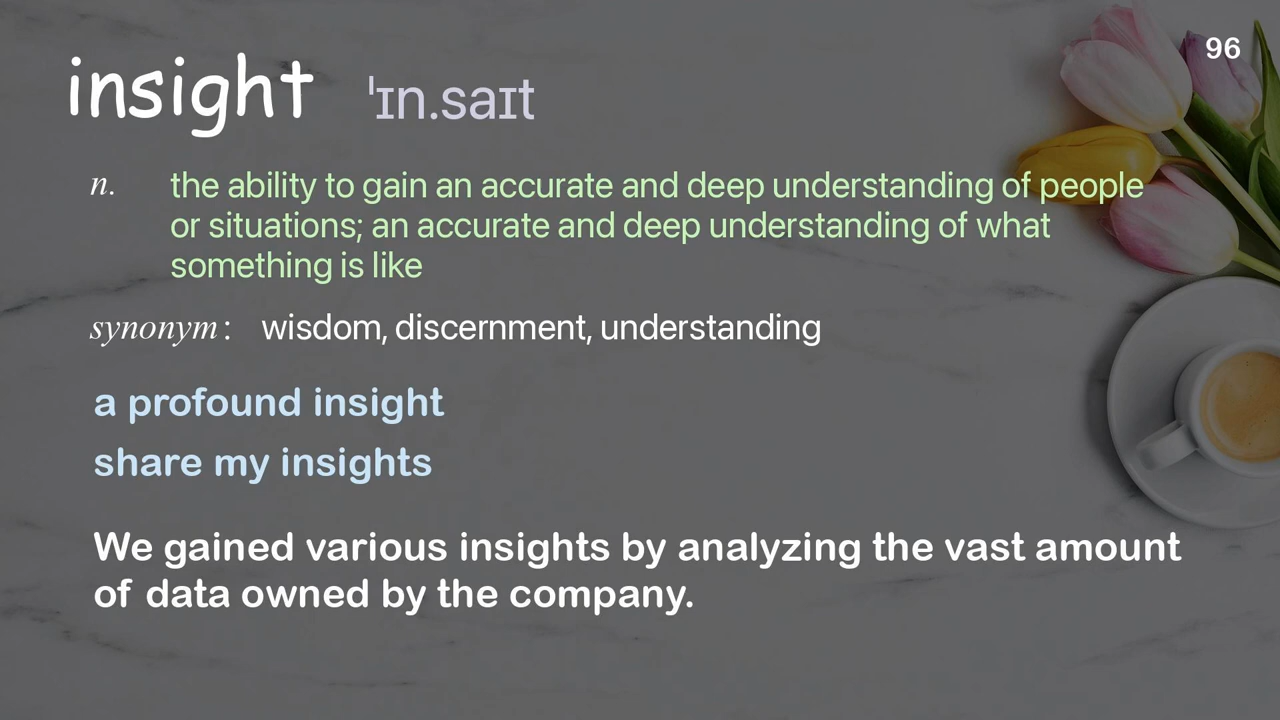 96
insight ˈɪn.saɪt
n. the ability to gain an accurate and deep understanding of people
or situations; an accurate and deep understanding of what
something is like
synonym: wisdom, discernment, understanding
a profound insight
share my insights
We gained various insights by analyzing the vast amount
of data owned by the company.